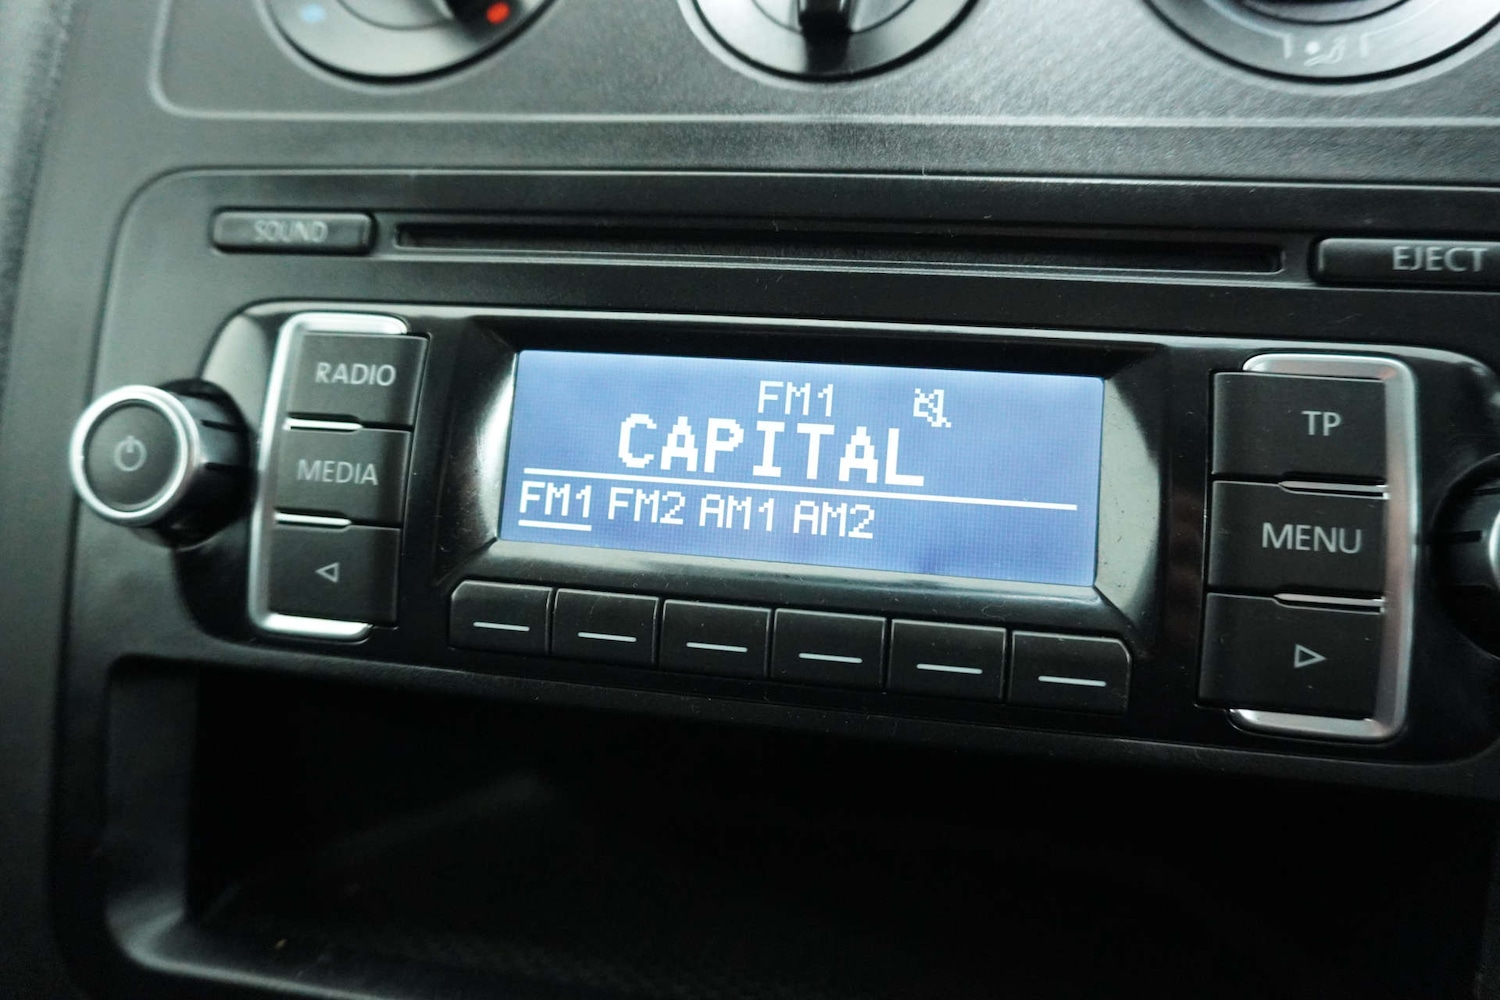 SOUND
EJECT
RADIO
MEDIA
FM1
CAPITAL
FM1 FM2 AM1 AM2
TP
MENU